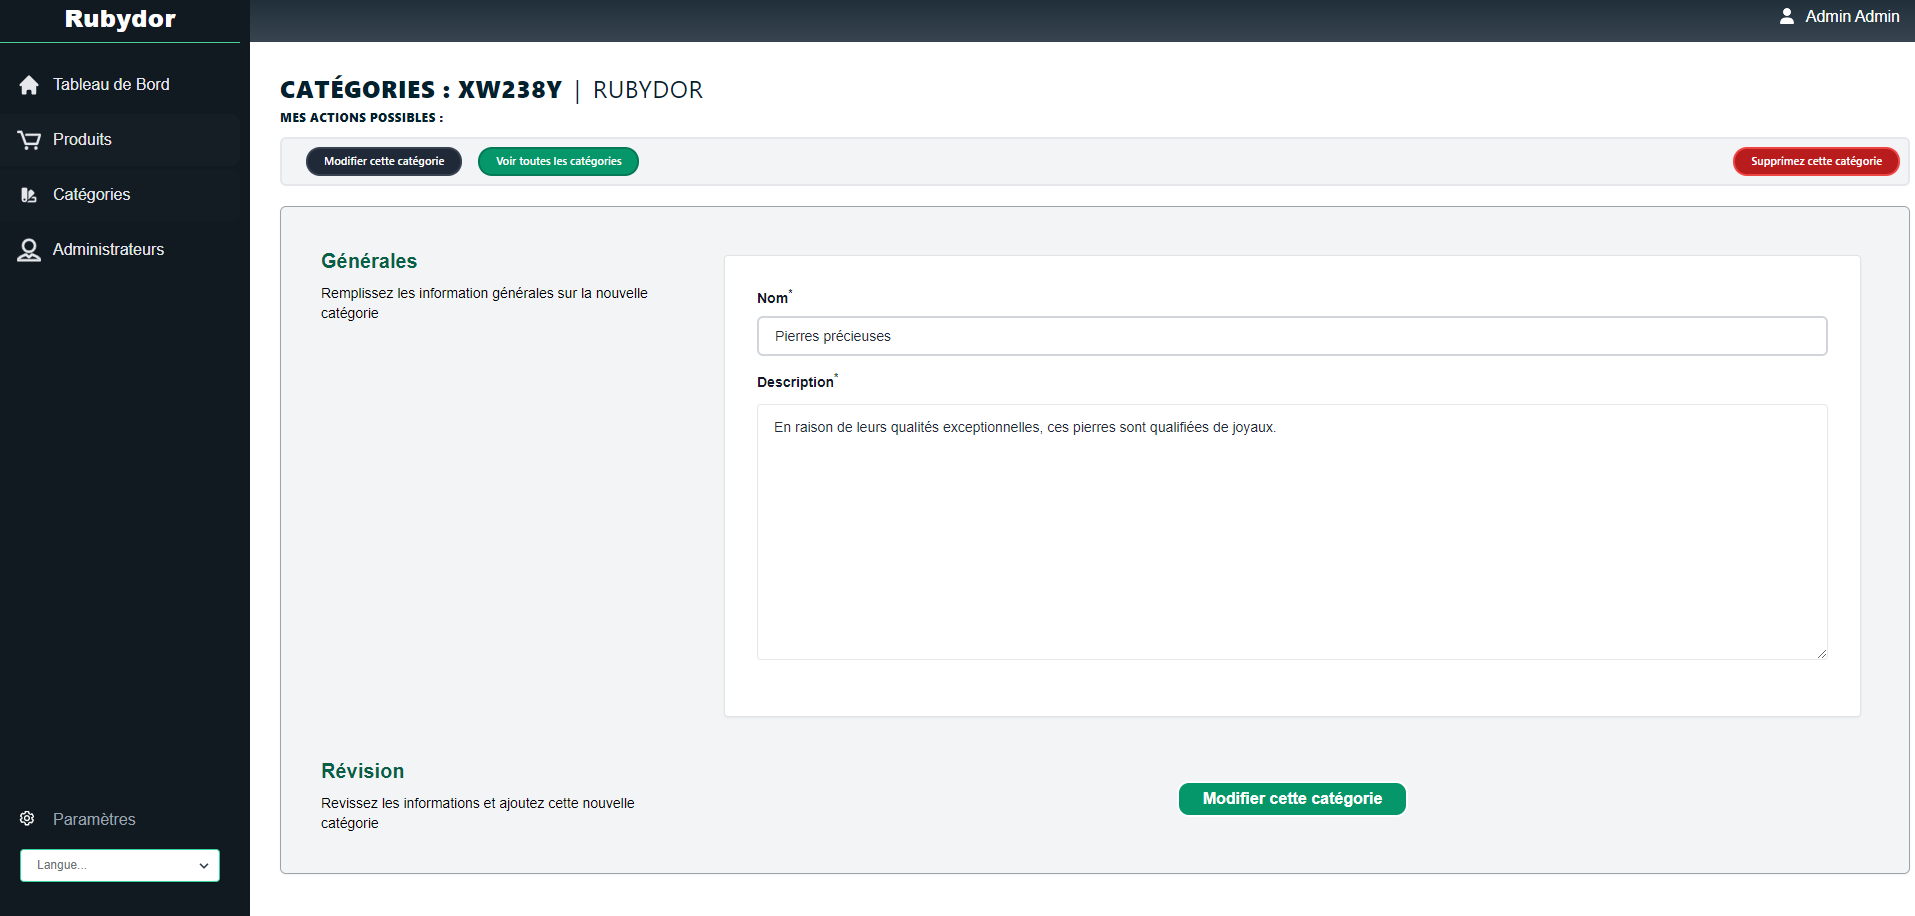 Rubydor
Admin Admin
Tableau de Bord
Produits
Catégories
Administrateurs
Paramètres
Langue...
CATÉGORIES : XW238Y | RUBYDOR
MES ACTIONS POSSIBLES :
Modifier cette catégorie
Voir toutes les catégories
Supprimez cette catégorie
Générales
Remplissez les information générales sur la nouvelle
catégorie
Nom*
Pierres précieuses
Description*
En raison de leurs qualités exceptionnelles, ces pierres sont qualifiées de joyaux.
Révision
Revissez les informations et ajoutez cette nouvelle
catégorie
Modifier cette catégorie